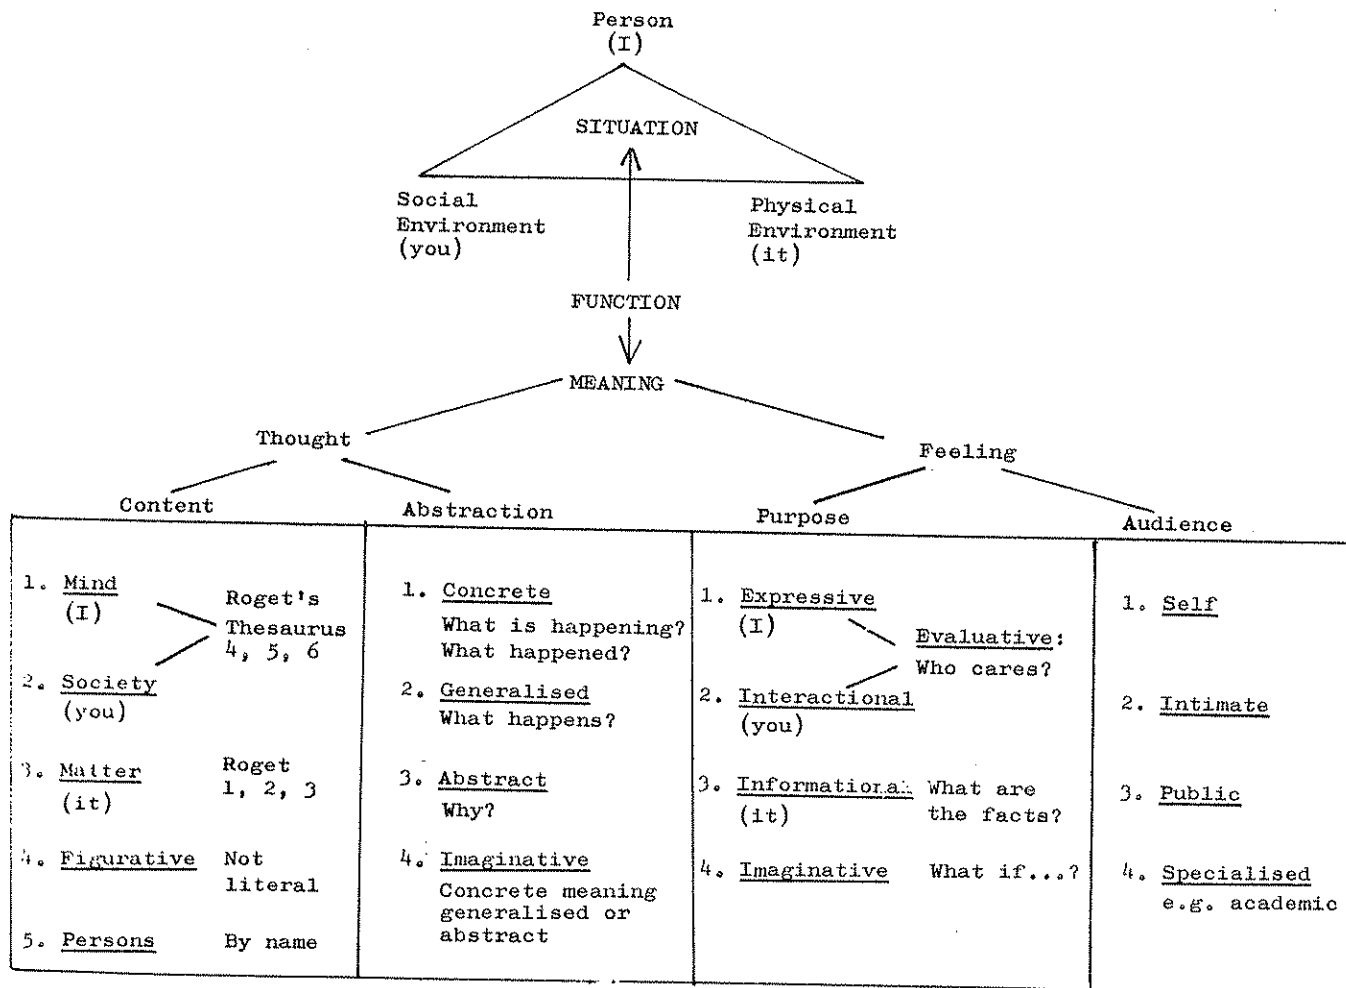 Person
(I)
SITUATION
Social
Environment
(you)
Physical
Environment
(it)
FUNCTION
MEANING
Thought
Feeling
Content
Abstraction
Purpose
Audience
1. Mind
(I)
Roget's
Thesaurus
4, 5, 6
2. Society
(you)
3. Matter
(it)
Roget
1, 2, 3
4. Figurative
Not
literal
5. Persons
By name
1. Concrete
What is happening?
What happened?
2. Generalised
What happens?
3. Abstract
Why?
4. Imaginative
Concrete meaning
generalised or
abstract
1. Expressive
(I)
Evaluative:
Who cares?
2. Interactional
(you)
3. Informational
(it)
What are
the facts?
4. Imaginative
What if...?
1. Self
2. Intimate
3. Public
4. Specialised
e.g. academic